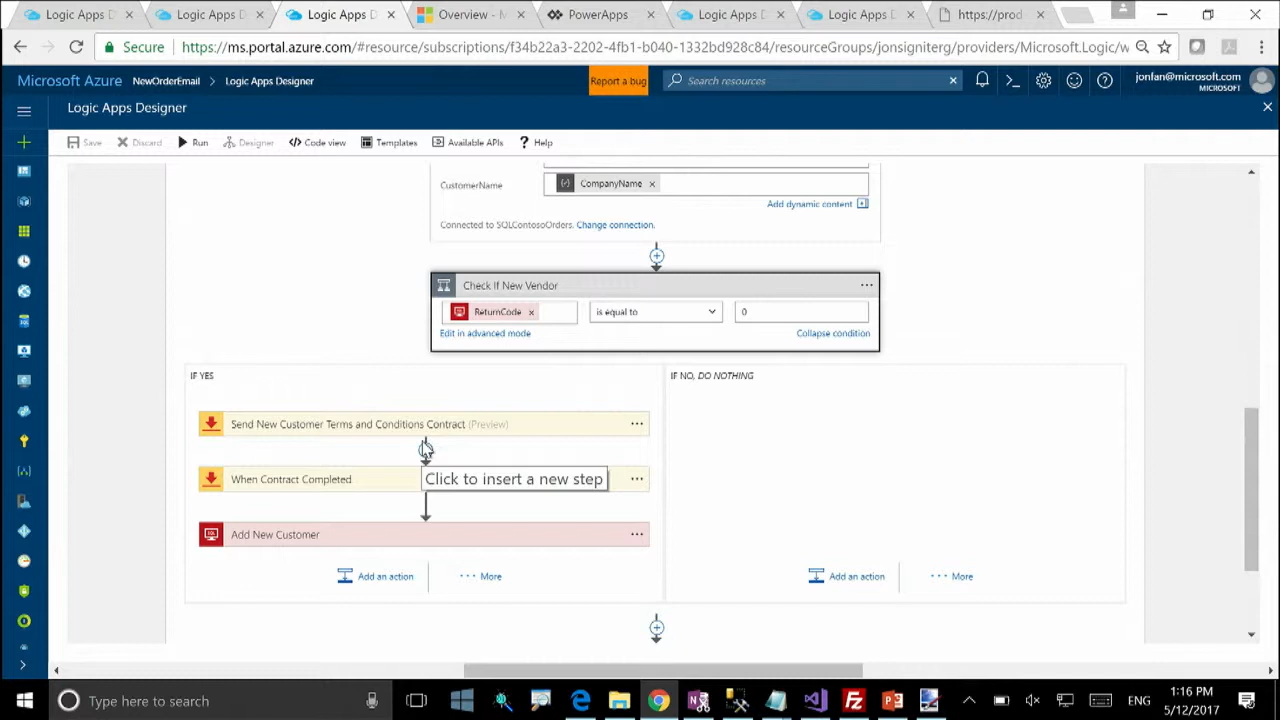 Logic Apps D
Logic Apps D
Logic Apps D
Overview - M
PowerApps
Logic Apps D
Logic Apps D
https://prod
Secure
https://ms.portal.azure.com/#resource/subscriptions/f34b22a3-2202-4fb1-b040-1332bd928c84/resourceGroups/jonsigniterg/providers/Microsoft.Logic/w
Microsoft Azure NewOrderEmail > Logic Apps Designer
Report a bug
Search resources
jonfan@microsoft.com
MICROSOFT
Logic Apps Designer
Save Discard Run Designer Code view Templates Available APIs Help
CustomerName CompanyName
Add dynamic content
Connected to SQLContosoOrders. Change connection.
Check If New Vendor
ReturnCode is equal to 0
Edit in advanced mode Collapse condition
IF YES
IF NO, DO NOTHING
Send New Customer Terms and Conditions Contract (Preview)
When Contract Completed
Click to insert a new step
Add New Customer
Add an action More
Add an action More
Type here to search
ENG
1:16 PM
5/12/2017